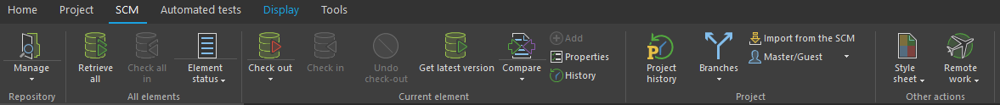 Home Project SCM Automated tests Display Tools
Manage
Repository
Retrieve
all
Check all
in
Element
status
All elements
Check out
Check in
Undo
check-out
Get latest version
Compare
Add
Properties
History
Current element
P
Project
history
Branches
Import from the SCM
Master/Guest
Project
Style
sheet
Remote
work
Other actions